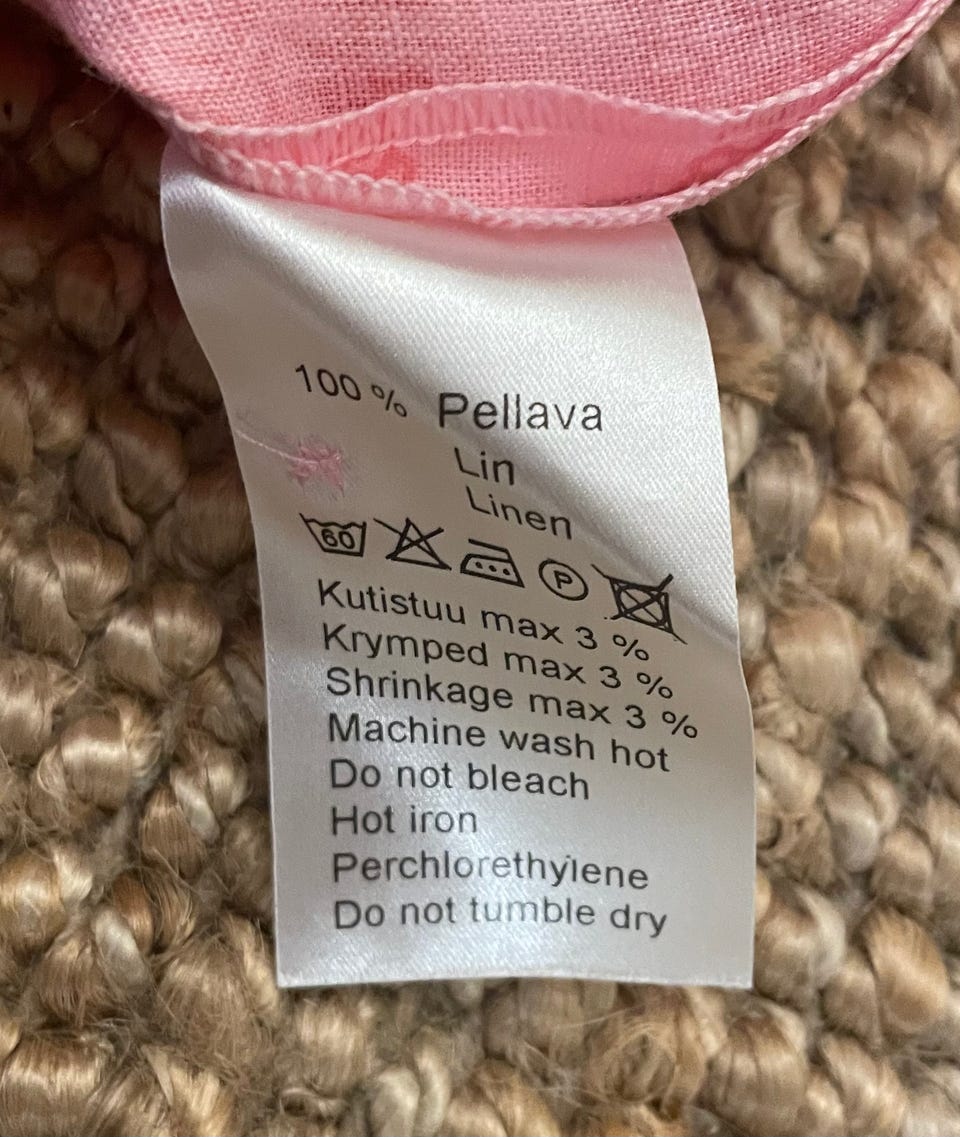 100 % Pellava
Lin
Linen
60 P
Kutistuu max 3 %
Krymped max 3 %
Shrinkage max 3 %
Machine wash hot
Do not bleach
Hot iron
Perchlorethylene
Do not tumble dry